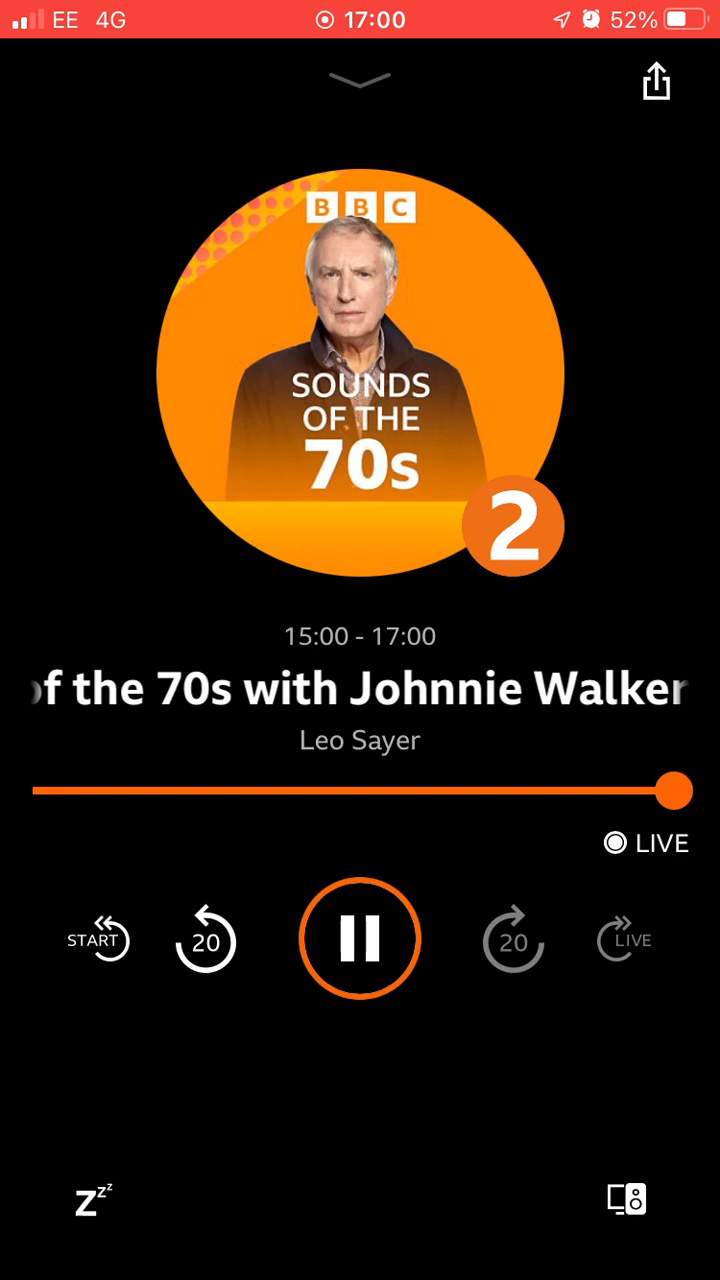 EE 4G 17:00 52%
BBC
SOUNDS
OF THE
70s
2
15:00 - 17:00
of the 70s with Johnnie Walker
Leo Sayer
LIVE
START 20 20 LIVE
Zzz